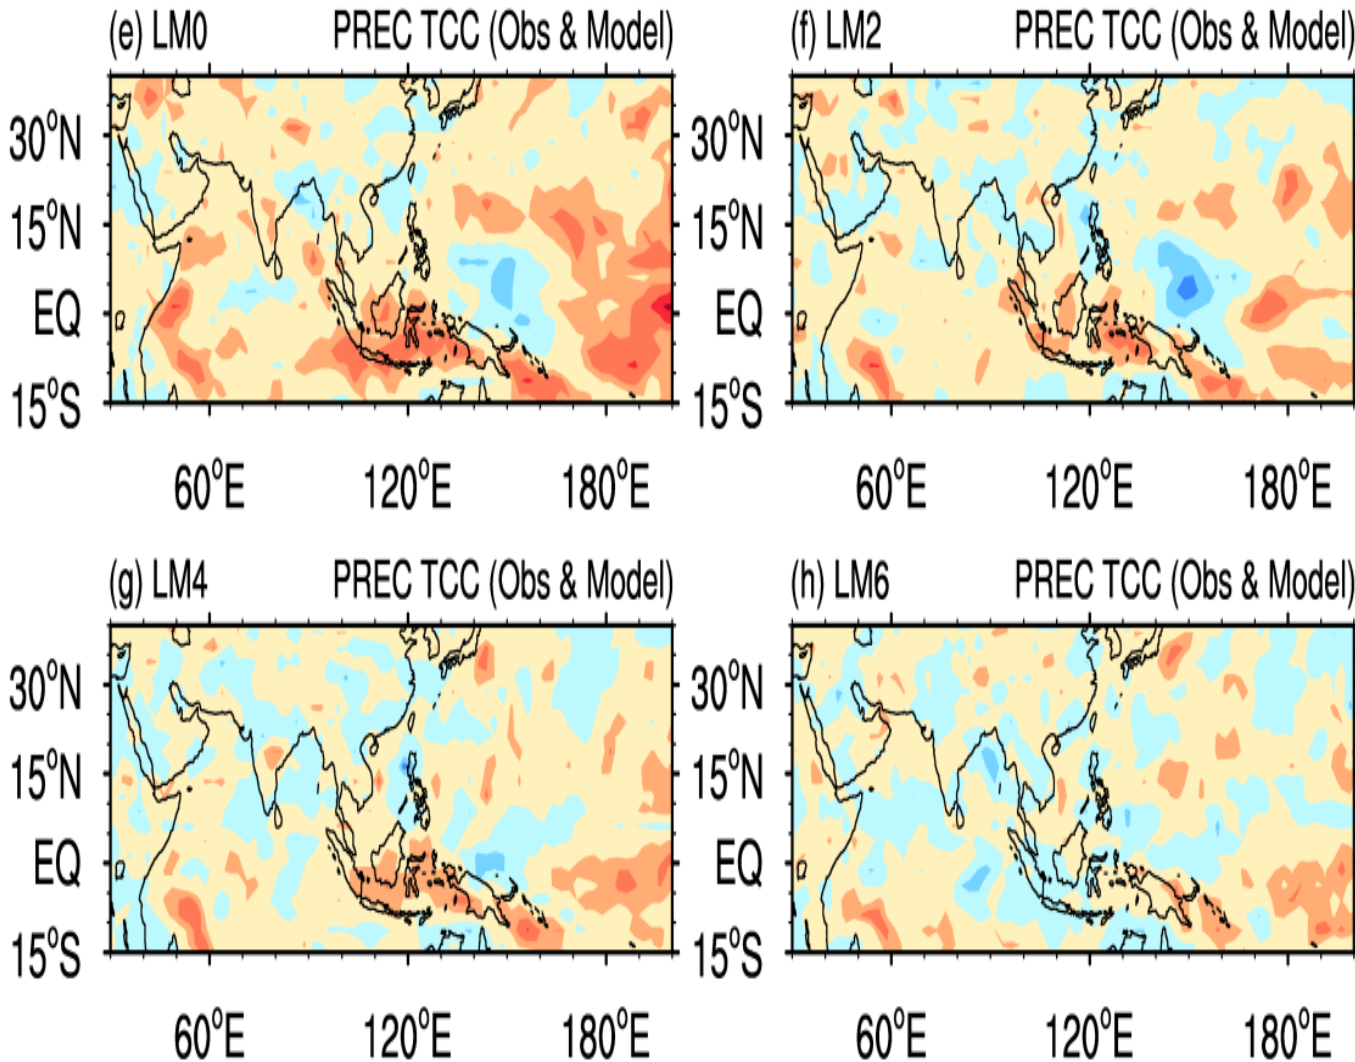 (e) LM0 PREC TCC (Obs & Model)
(f) LM2 PREC TCC (Obs & Model)
30°N
15°N
EQ
15°S
60°E 120°E 180°E
30°N
15°N
EQ
15°S
60°E 120°E 180°E
(g) LM4 PREC TCC (Obs & Model)
(h) LM6 PREC TCC (Obs & Model)
30°N
15°N
EQ
15°S
60°E 120°E 180°E
30°N
15°N
EQ
15°S
60°E 120°E 180°E